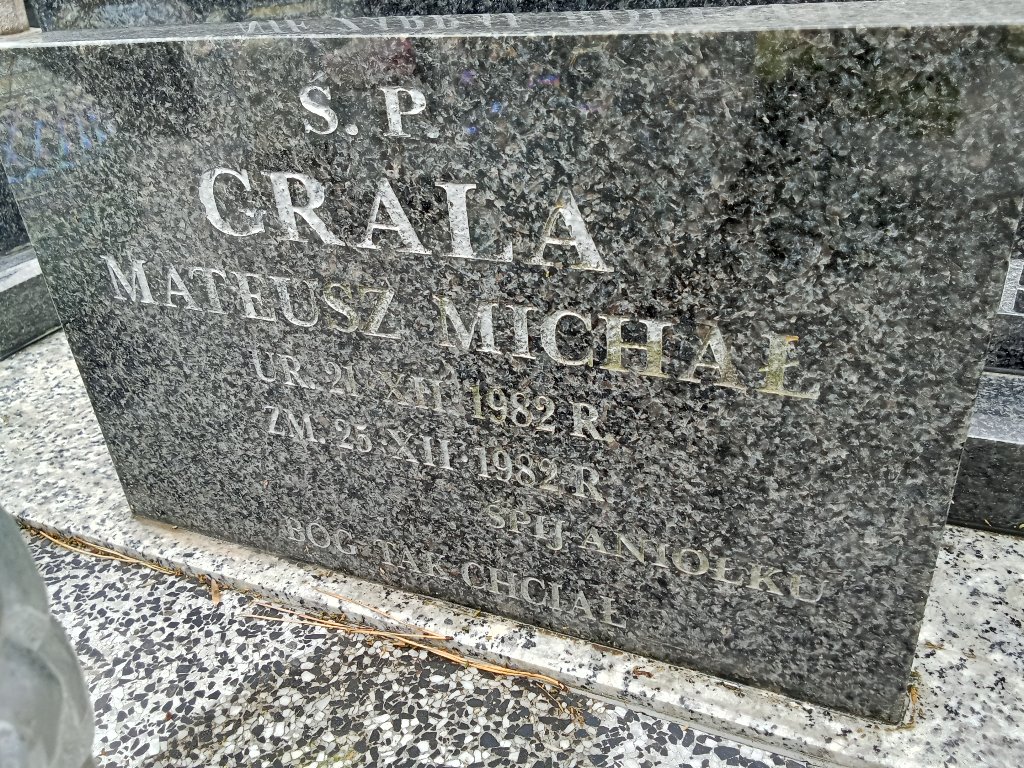 Ś. P.
GRALA
MATEUSZ MICHAŁ
UR. 21 XII 1982 R.
ZM. 25 XII 1982 R.
ŚPIJ ANIOŁKU
BÓG TAK CHCIAŁ